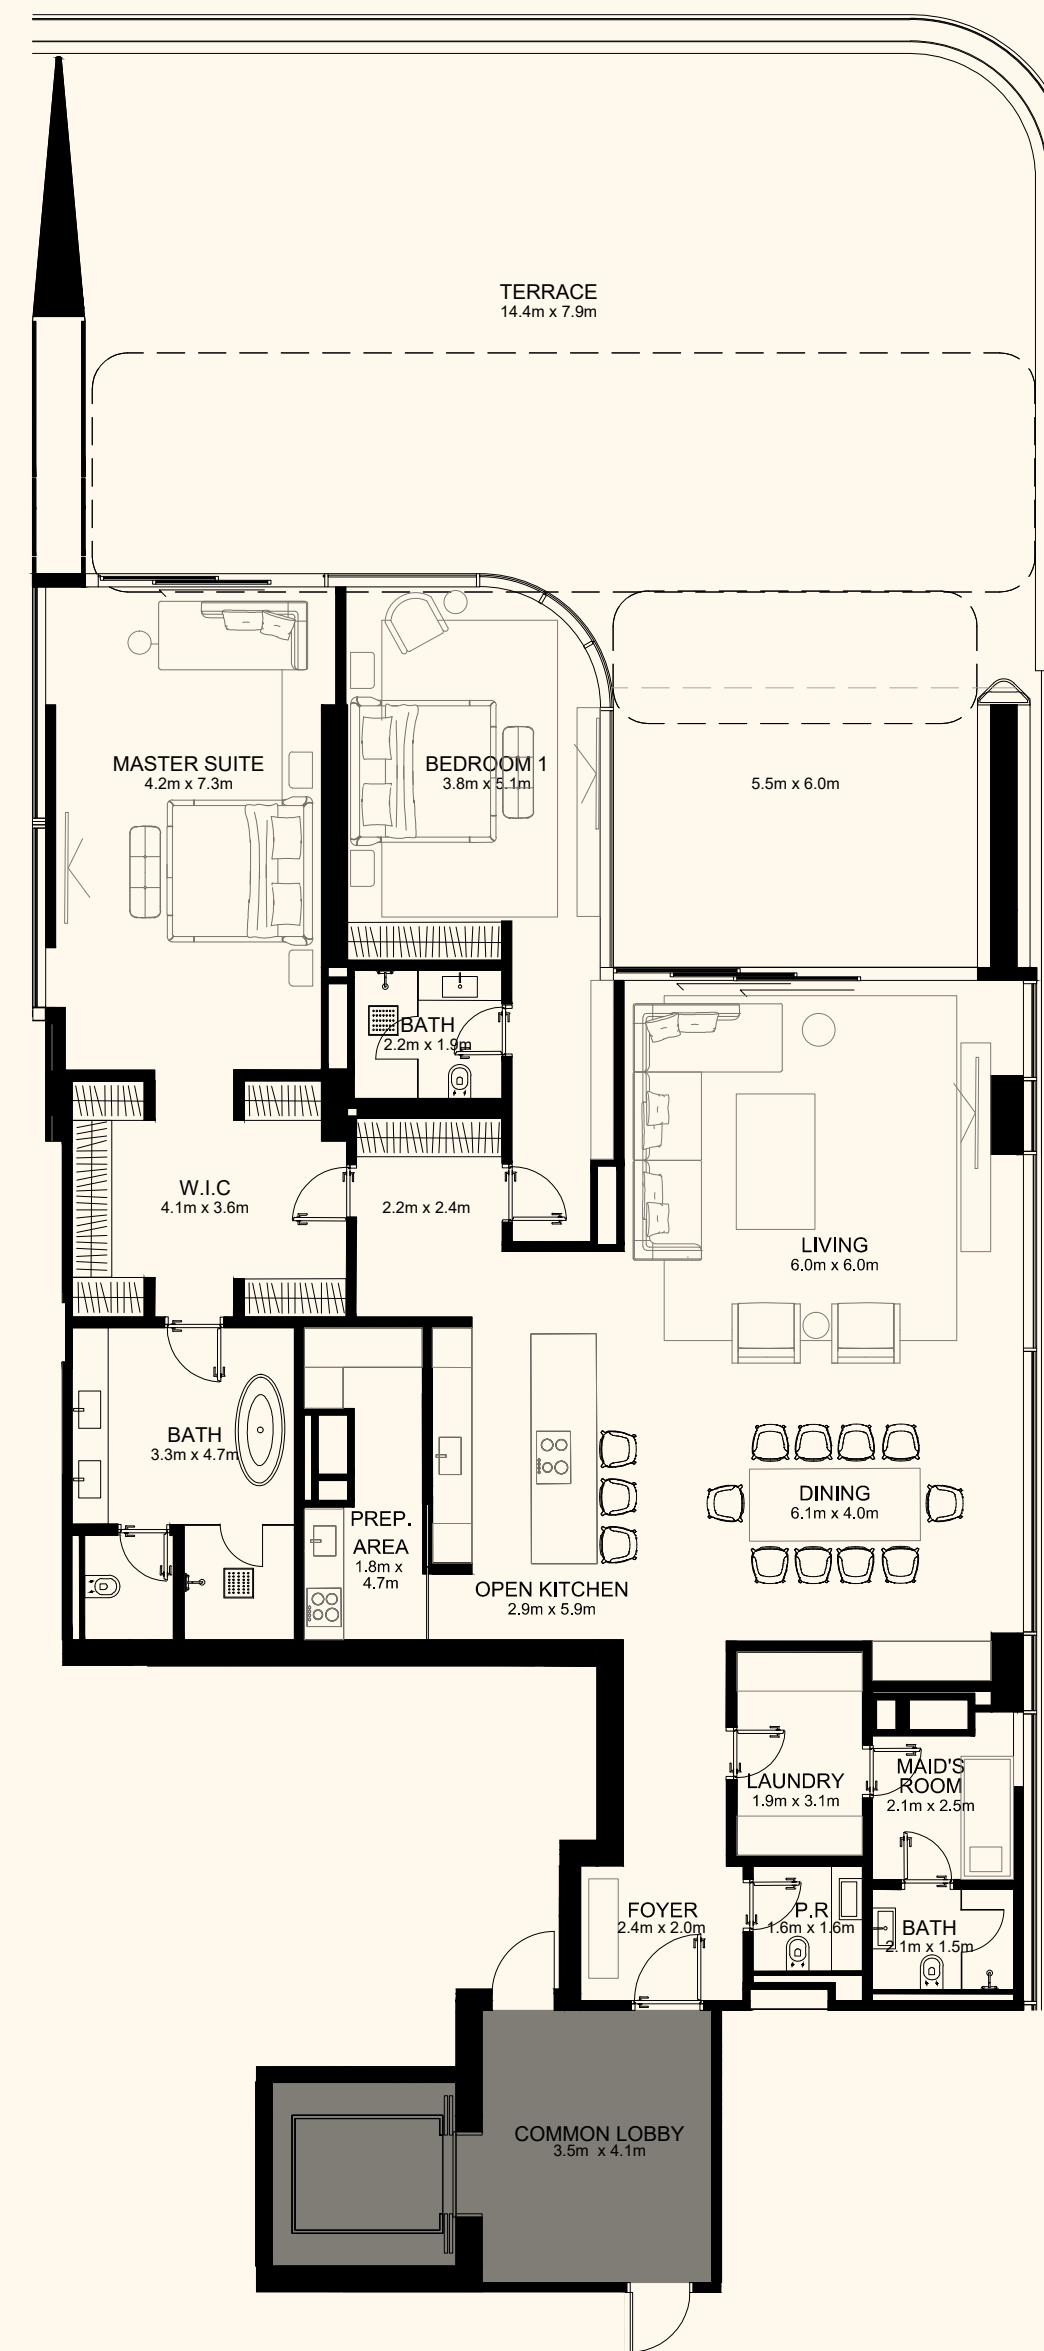 TERRACE
14.4m x 7.9m
MASTER SUITE
4.2m x 7.3m
BEDROOM 1
3.8m x 5.1m
5.5m x 6.0m
BATH
2.2m x 1.9m
W.I.C
4.1m x 3.6m
2.2m x 2.4m
LIVING
6.0m x 6.0m
BATH
3.3m x 4.7m
PREP.
AREA
1.8m x
4.7m
DINING
6.1m x 4.0m
OPEN KITCHEN
2.9m x 5.9m
LAUNDRY
1.9m x 3.1m
MAID'S
ROOM
2.1m x 2.5m
FOYER
2.4m x 2.0m
P.R
1.6m x 1.6m
BATH
2.1m x 1.5m
COMMON LOBBY
3.5m x 4.1m